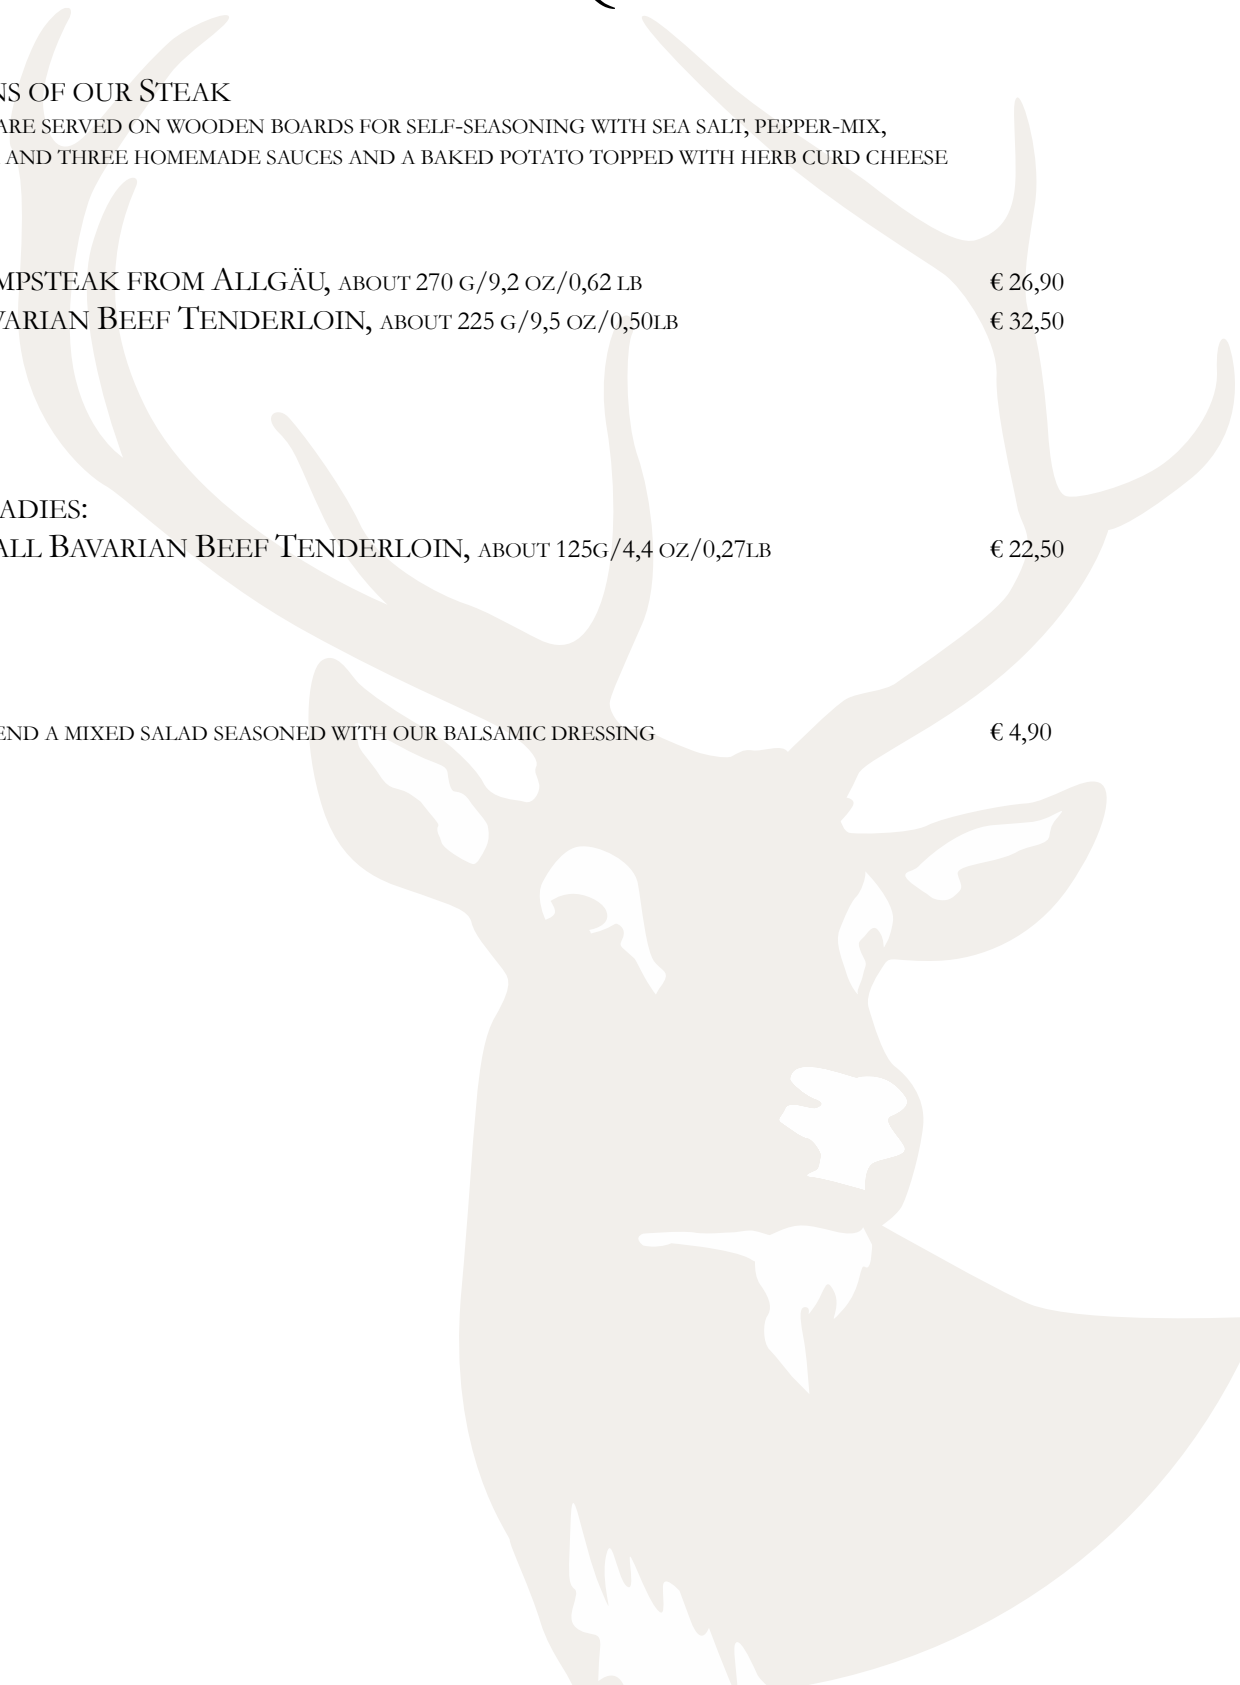 NS OF OUR STEAK
ARE SERVED ON WOODEN BOARDS FOR SELF-SEASONING WITH SEA SALT, PEPPER-MIX,
AND THREE HOMEMADE SAUCES AND A BAKED POTATO TOPPED WITH HERB CURD CHEESE
MPSTEAK FROM ALLGÄU, ABOUT 270 G/9,2 OZ/0,62 LB € 26,90
VARIAN BEEF TENDERLOIN, ABOUT 225 G/9,5 OZ/0,50LB € 32,50
ADIES:
ALL BAVARIAN BEEF TENDERLOIN, ABOUT 125G/4,4 OZ/0,27LB € 22,50
END A MIXED SALAD SEASONED WITH OUR BALSAMIC DRESSING € 4,90